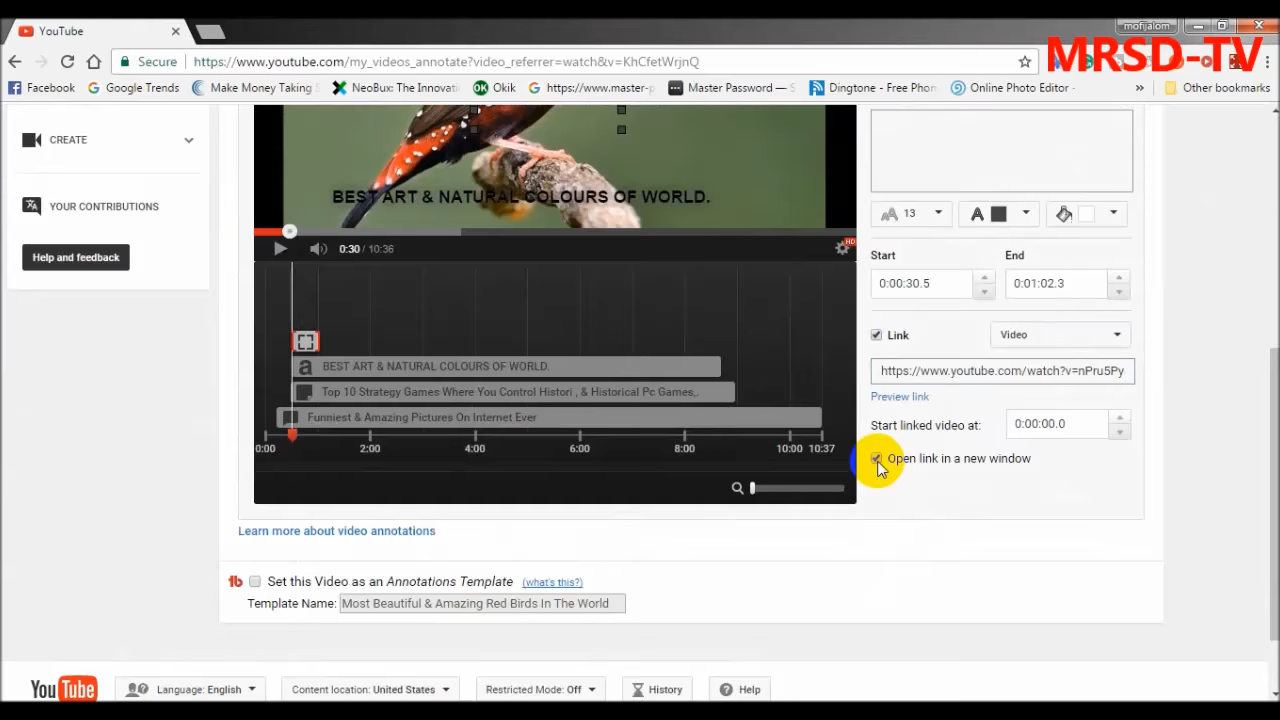 YouTube
mofijalom
MRSD-TV
Secure https://www.youtube.com/my_videos_annotate?video_referrer=watch&v=KhCfetWrjnQ
Facebook Google Trends Make Money Taking NeoBux: The Innovat Okik https://www.master-p Master Password — S Dingtone - Free Phon Online Photo Editor - » Other bookmarks
CREATE
YOUR CONTRIBUTIONS
Help and feedback
BEST ART & NATURAL COLOURS OF WORLD.
0:30 / 10:36
HD
13 A
Start End
0:00:30.5 0:01:02.3
Link Video
https://www.youtube.com/watch?v=nPru5Py
Preview link
Start linked video at: 0:00:00.0
Open link in a new window
a BEST ART & NATURAL COLOURS OF WORLD.
Top 10 Strategy Games Where You Control Histori , & Historical Pc Games,.
Funniest & Amazing Pictures On Internet Ever
0:00 2:00 4:00 6:00 8:00 10:00 10:37
Learn more about video annotations
tb Set this Video as an Annotations Template (what's this?)
Template Name: Most Beautiful & Amazing Red Birds In The World
YouTube Language: English Content location: United States Restricted Mode: Off History Help